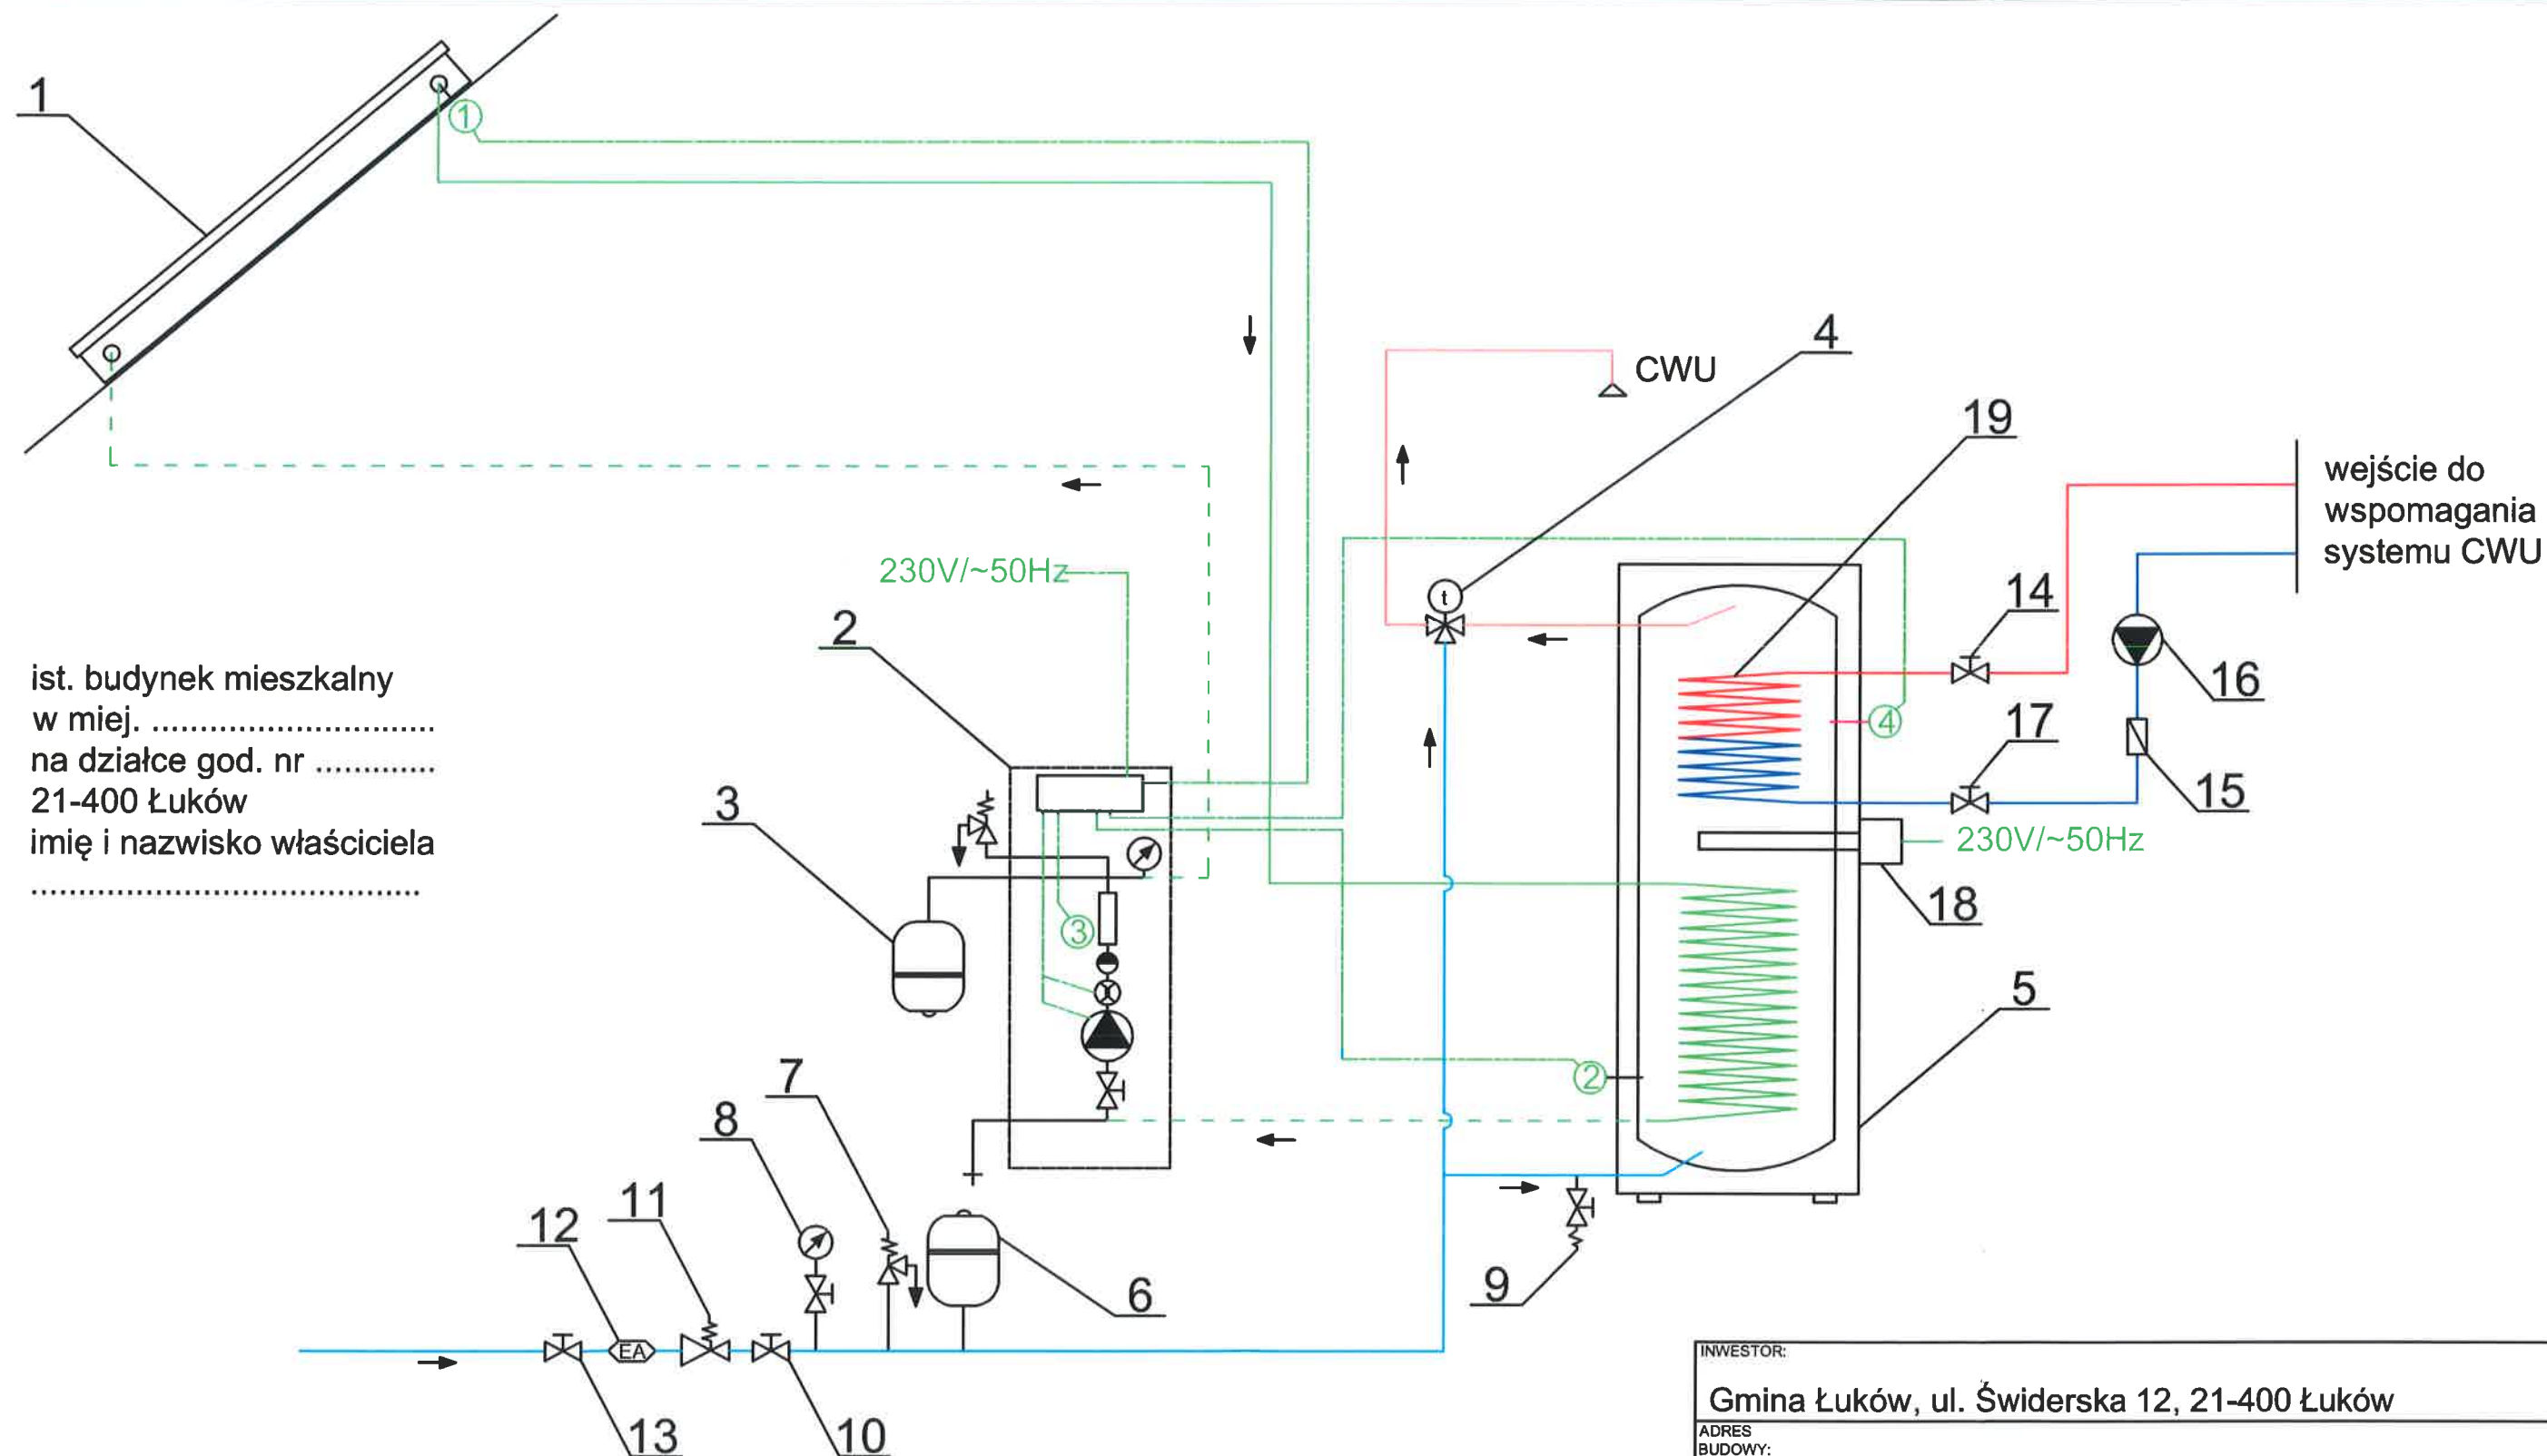 1
1
CWU
4
19
wejście do
wspomagania
systemu CWU
230V/~50Hz
t
14
2
16
ist. budynek mieszkalny
w miej. .............................
na działce god. nr ............
21-400 Łuków
imię i nazwisko właściciela
........................................
4
17
3
15
230V/~50Hz
18
3
5
2
7
8
11
12
6
9
EA
13
10
INWESTOR:
Gmina Łuków, ul. Świderska 12, 21-400 Łuków
ADRES
BUDOWY: